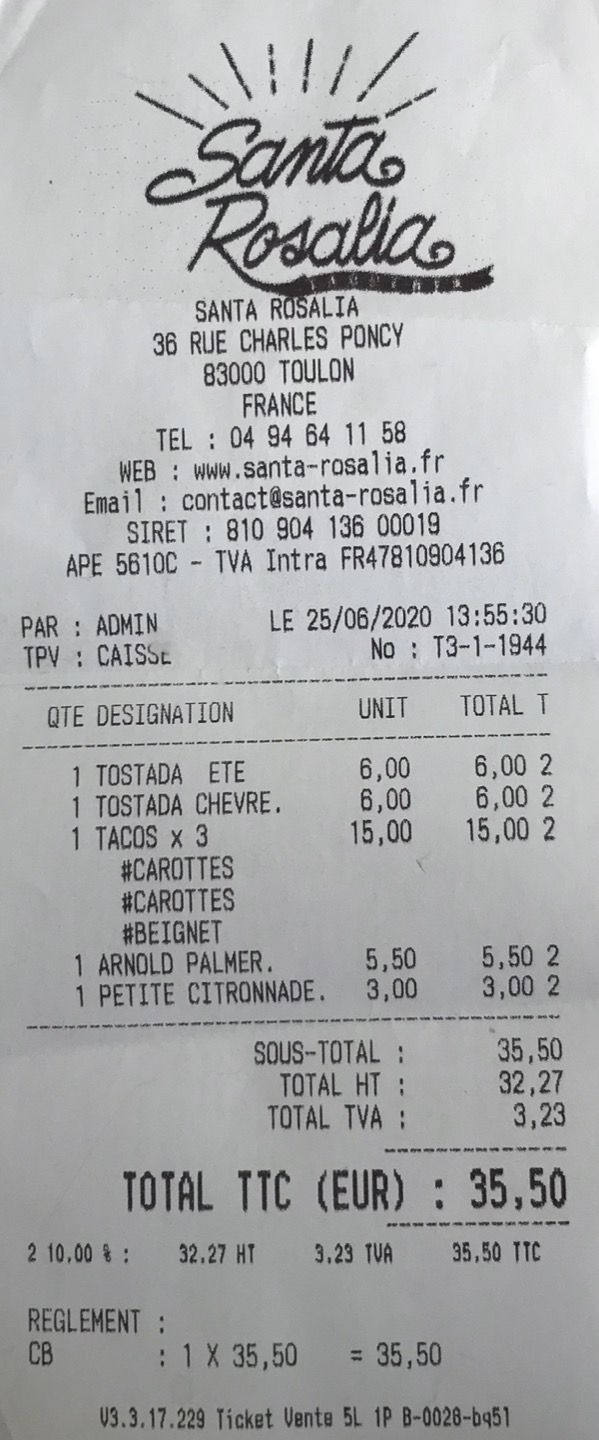 Santa
Rosalia
SANTA ROSALIA
36 RUE CHARLES PONCY
83000 TOULON
FRANCE
TEL : 04 94 64 11 58
WEB : www.santa-rosalia.fr
Email : contact@santa-rosalia.fr
SIRET : 810 904 136 00019
APE 5610C - TVA Intra FR47810904136
PAR : ADMIN LE 25/06/2020 13:55:30
TPV : CAISSE No : T3-1-1944
QTE DESIGNATION UNIT TOTAL T
1 TOSTADA ETE 6,00 6,00 2
1 TOSTADA CHEVRE. 6,00 6,00 2
1 TACOS x 3 15,00 15,00 2
#CAROTTES
#CAROTTES
#BEIGNET
1 ARNOLD PALMER. 5,50 5,50 2
1 PETITE CITRONNADE. 3,00 3,00 2
SOUS-TOTAL : 35,50
TOTAL HT : 32,27
TOTAL TVA : 3,23
TOTAL TTC (EUR) : 35,50
2 10,00 % : 32.27 HT 3.23 TVA 35,50 TTC
REGLEMENT :
CB : 1 X 35,50 = 35,50
V3.3.17.229 Ticket Vente 5L 1P B-0028-bq51